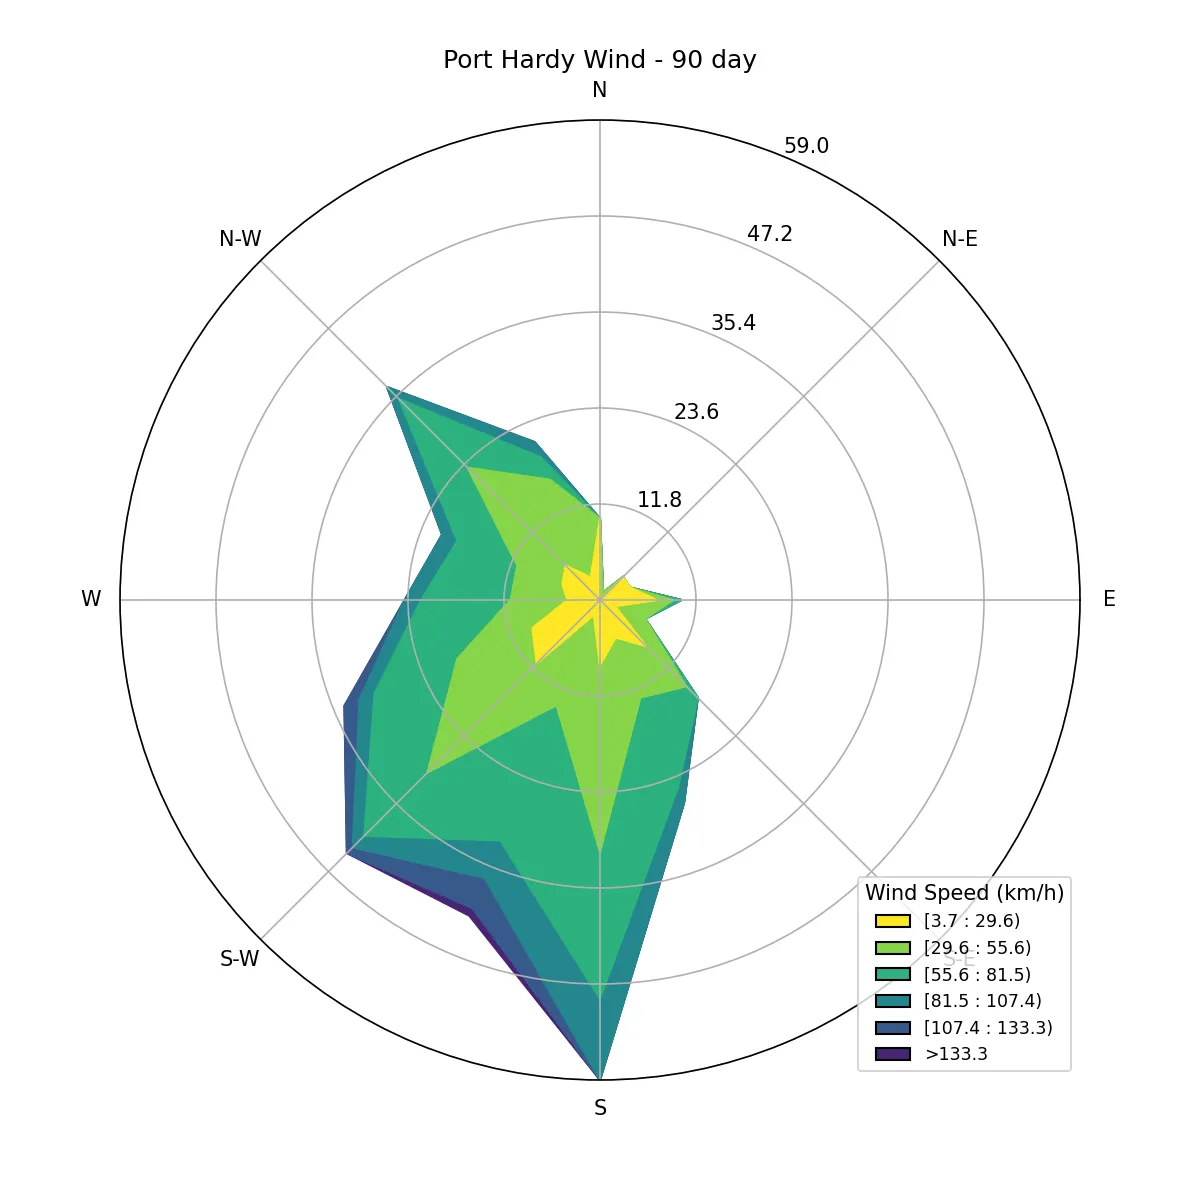 Port Hardy Wind - 90 day
N
59.0
47.2
N-W
N-E
35.4
23.6
11.8
W
E
Wind Speed (km/h)
[3.7 : 29.6)
[29.6 : 55.6)
S-W
S-E
[55.6 : 81.5)
[81.5 : 107.4)
[107.4 : 133.3)
>133.3
S